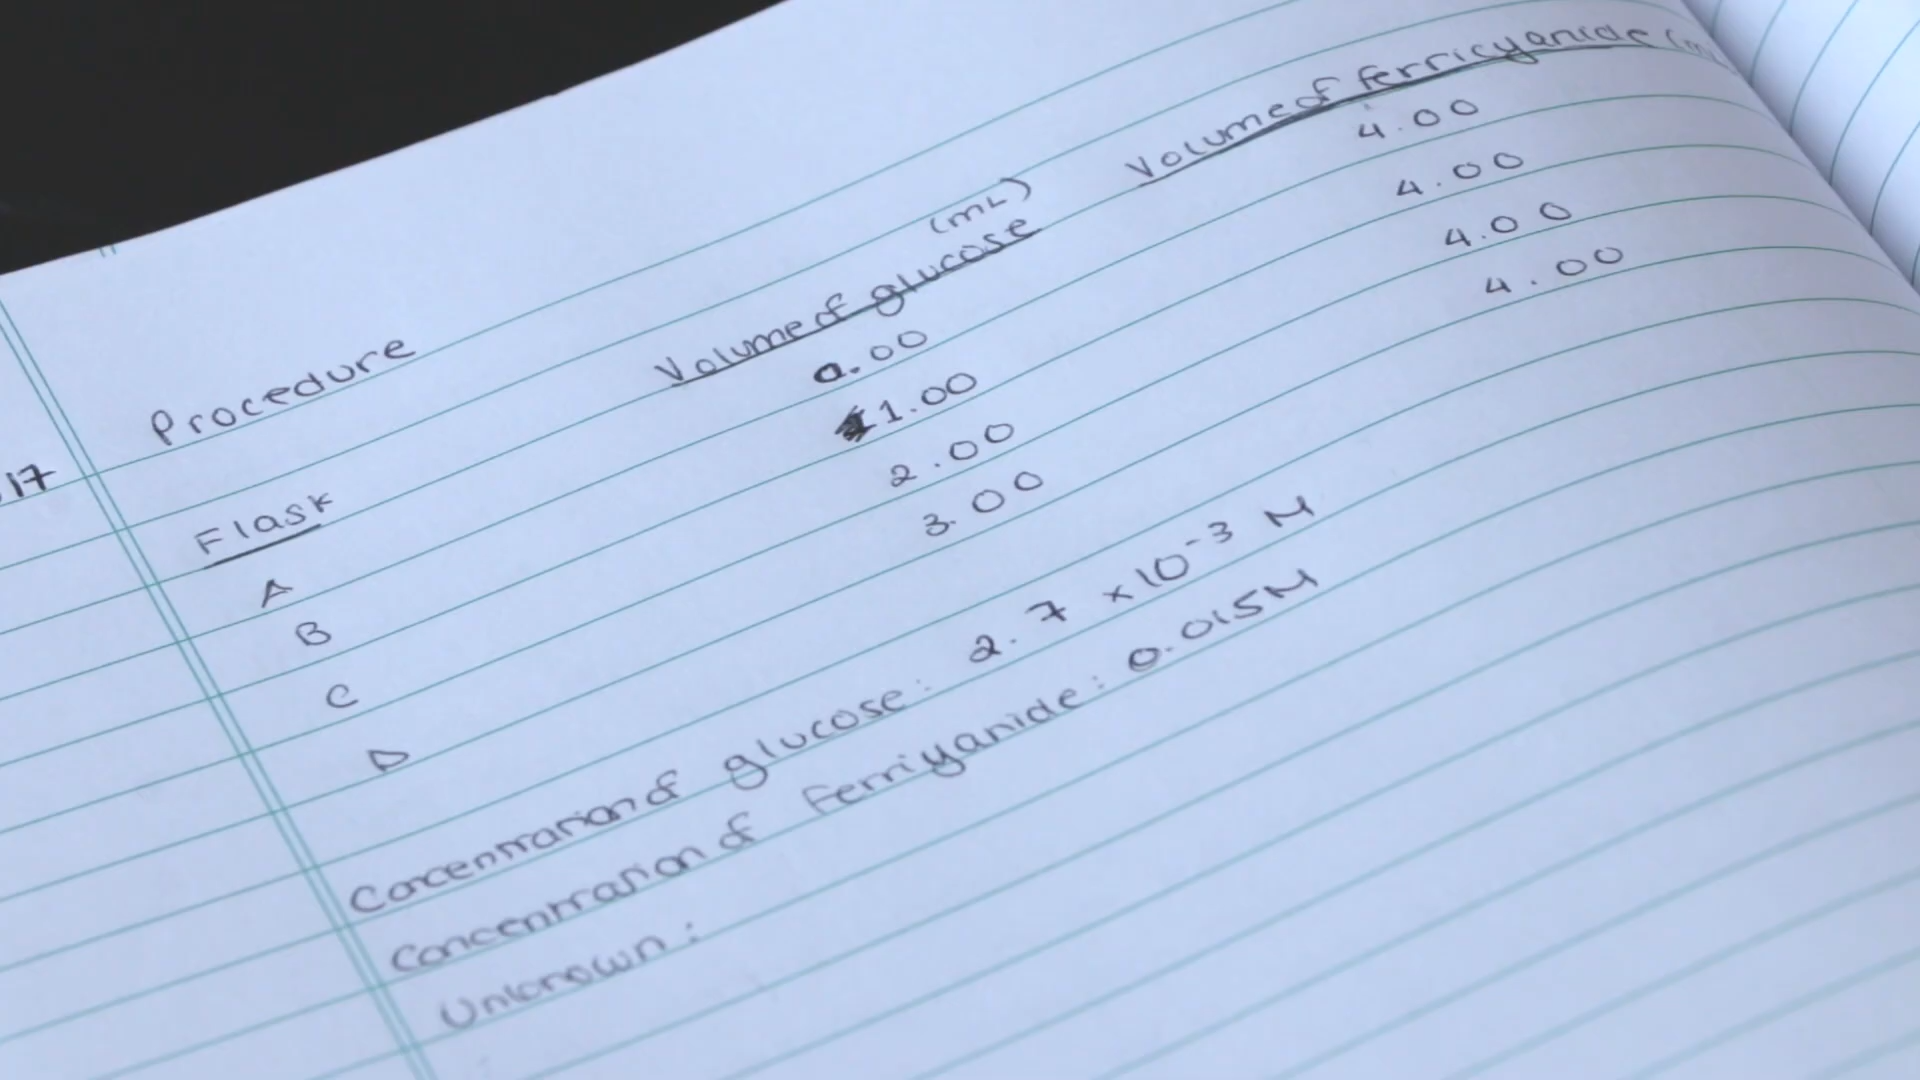 17
Procedure
Flask Volume of glucose (mL) Volume of ferricyanide (mL
A 0.00 4.00
B 1.00 4.00
C 2.00 4.00
D 3.00 4.00
Concentration of glucose: 2.7 x10-3 M
Concentration of Ferriyanide: 0.015M
Unknown: